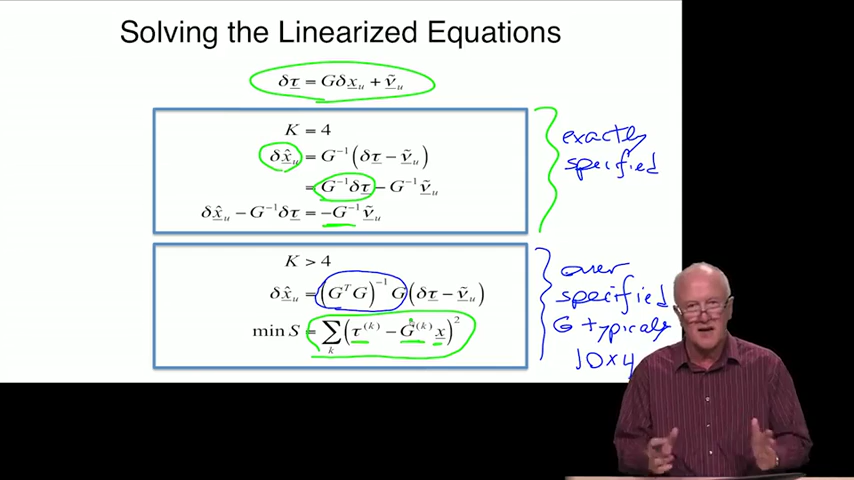 Solving the Linearized Equations
δτ = Gδx_u + ṽ_u
K = 4
δx̂_u = G⁻¹(δτ − ṽ_u)
= G⁻¹δτ − G⁻¹ṽ_u
δx̂_u − G⁻¹δτ = −G⁻¹ṽ_u
exactly
specified
K > 4
δx̂_u = (GᵀG)⁻¹G(δτ − ṽ_u)
min S = ∑_k (τ^(k) − G^(k) x)²
over
specified
G typically
10x4